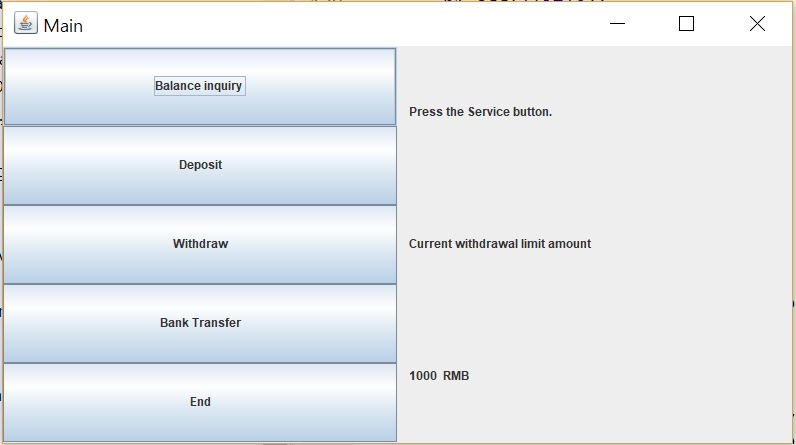 Main
Balance inquiry
Deposit
Withdraw
Bank Transfer
End
Press the Service button.
Current withdrawal limit amount
1000 RMB